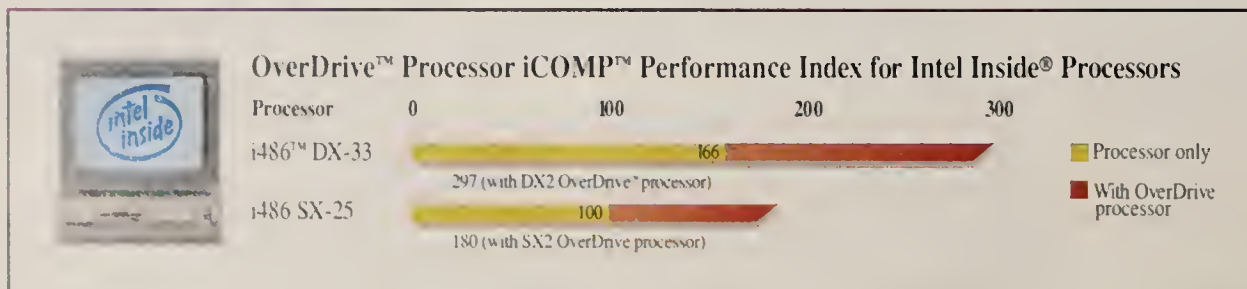 intel
inside
OverDrive™ Processor iCOMP™ Performance Index for Intel Inside® Processors
Processor 0 100 200 300
i486™ DX-33 166
297 (with DX2 OverDrive* processor)
i486 SX-25 100
180 (with SX2 OverDrive processor)
Processor only
With OverDrive
processor